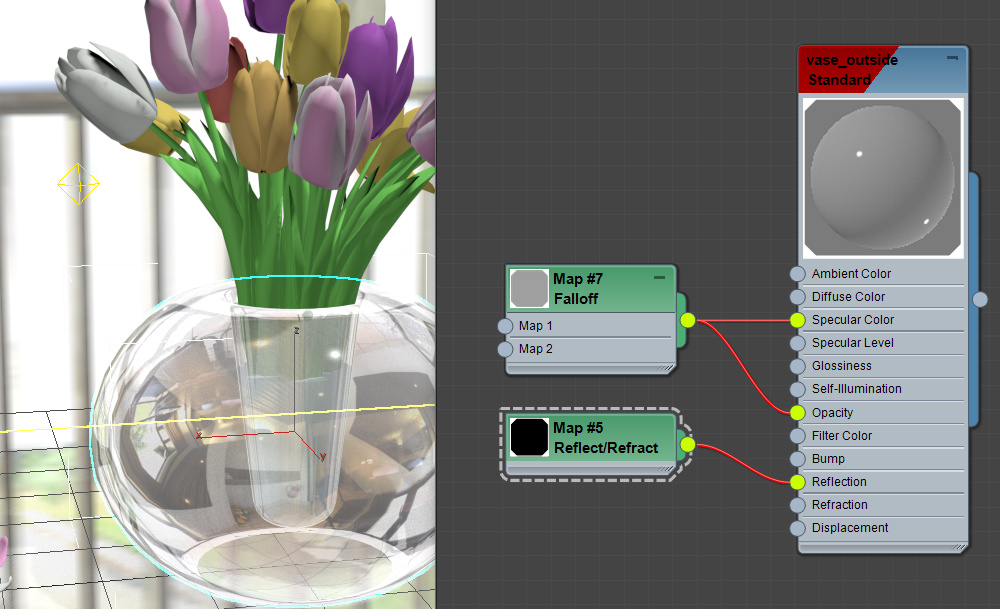 z
x
y
Map #7
Falloff
Map 1
Map 2
Map #5
Reflect/Refract
vase_outside
Standard
Ambient Color
Diffuse Color
Specular Color
Specular Level
Glossiness
Self-Illumination
Opacity
Filter Color
Bump
Reflection
Refraction
Displacement